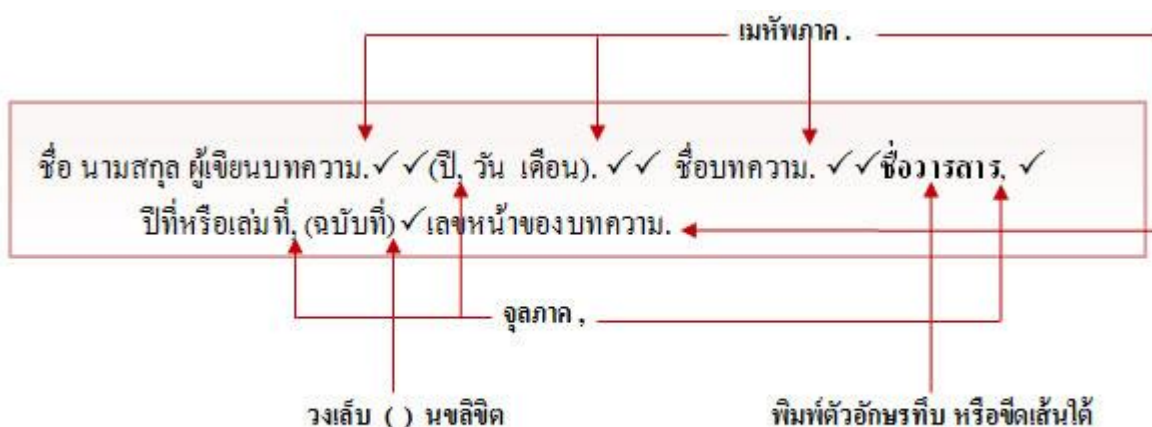 เมหัพภาค .
ชื่อ นามสกุล ผู้เขียนบทความ.✓✓(ปี, วัน เดือน). ✓✓ ชื่อบทความ. ✓✓ชื่อวารสาร, ✓
ปีที่หรือเล่มที่, (ฉบับที่)✓เลขหน้าของบทความ.
จุลภาค ,
วงเล็บ ( ) นขลิขิต
พิมพ์ตัวอักษรทึบ หรือขีดเส้นใต้